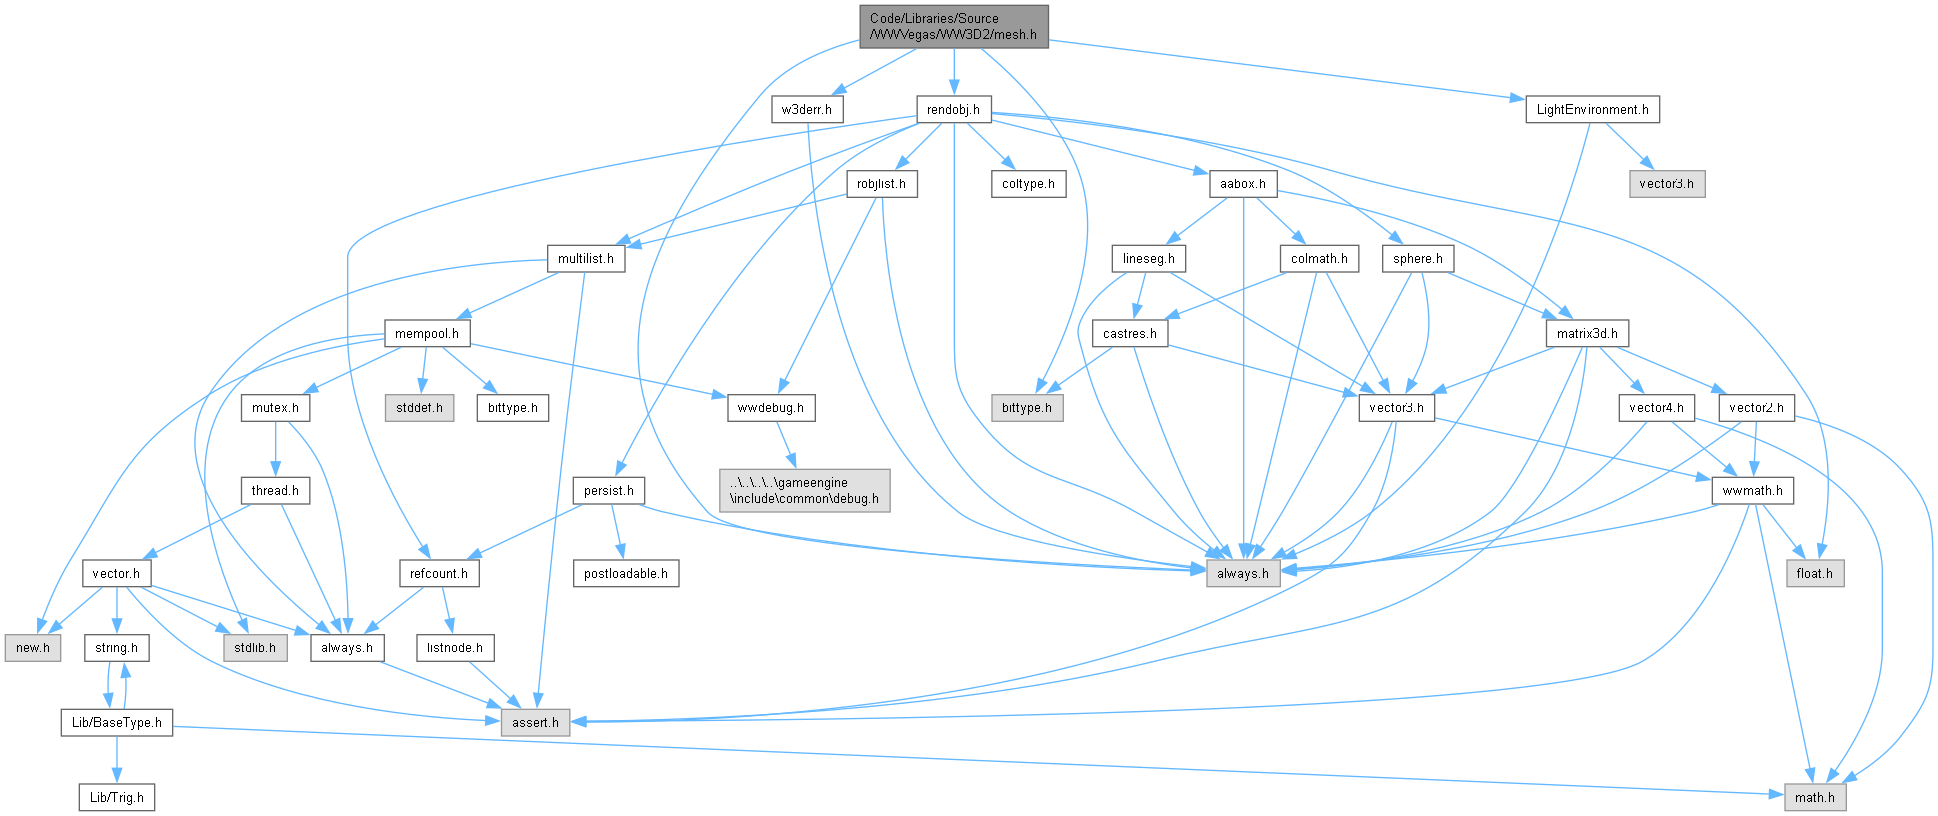 Code/Libraries/Source
/WWVegas/WW3D2/mesh.h
w3derr.h
rendobj.h
LightEnvironment.h
robjlist.h
coltype.h
aabox.h
vector3.h
multilist.h
lineseg.h
colmath.h
sphere.h
mempool.h
castres.h
matrix3d.h
mutex.h
stddef.h
bittype.h
wwdebug.h
bittype.h
vector3.h
vector4.h
vector2.h
thread.h
persist.h
..\..\..\..\gameengine
\include\common\debug.h
wwmath.h
vector.h
refcount.h
postloadable.h
always.h
float.h
new.h
string.h
stdlib.h
always.h
listnode.h
Lib/BaseType.h
assert.h
Lib/Trig.h
math.h